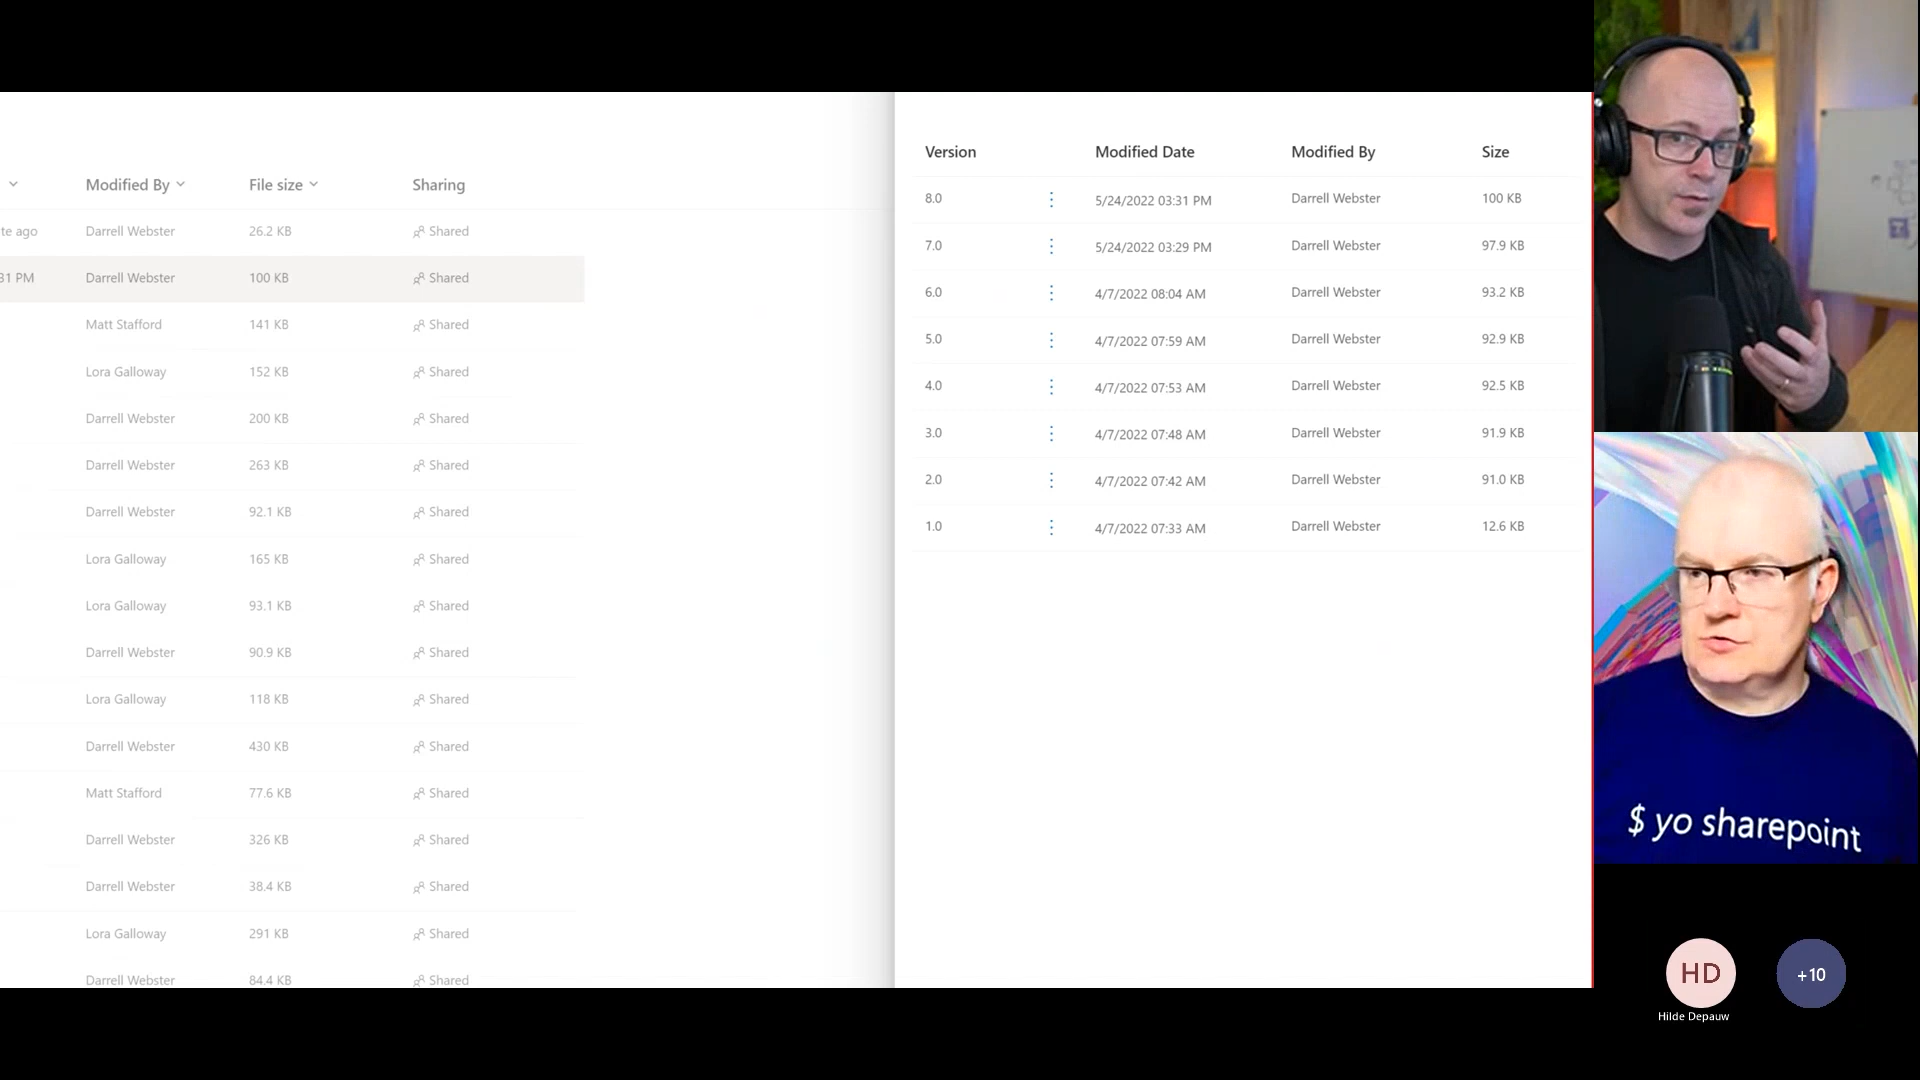 Modified By File size Sharing
te ago Darrell Webster 26.2 KB Shared
31 PM Darrell Webster 100 KB Shared
Matt Stafford 141 KB Shared
Lora Galloway 152 KB Shared
Darrell Webster 200 KB Shared
Darrell Webster 263 KB Shared
Darrell Webster 92.1 KB Shared
Lora Galloway 165 KB Shared
Lora Galloway 93.1 KB Shared
Darrell Webster 90.9 KB Shared
Lora Galloway 118 KB Shared
Darrell Webster 430 KB Shared
Matt Stafford 77.6 KB Shared
Darrell Webster 326 KB Shared
Darrell Webster 38.4 KB Shared
Lora Galloway 291 KB Shared
Darrell Webster 84.4 KB Shared
Version Modified Date Modified By Size
8.0 5/24/2022 03:31 PM Darrell Webster 100 KB
7.0 5/24/2022 03:29 PM Darrell Webster 97.9 KB
6.0 4/7/2022 08:04 AM Darrell Webster 93.2 KB
5.0 4/7/2022 07:59 AM Darrell Webster 92.9 KB
4.0 4/7/2022 07:53 AM Darrell Webster 92.5 KB
3.0 4/7/2022 07:48 AM Darrell Webster 91.9 KB
2.0 4/7/2022 07:42 AM Darrell Webster 91.0 KB
1.0 4/7/2022 07:33 AM Darrell Webster 12.6 KB
$ yo sharepoint
HD +10
Hilde Depauw